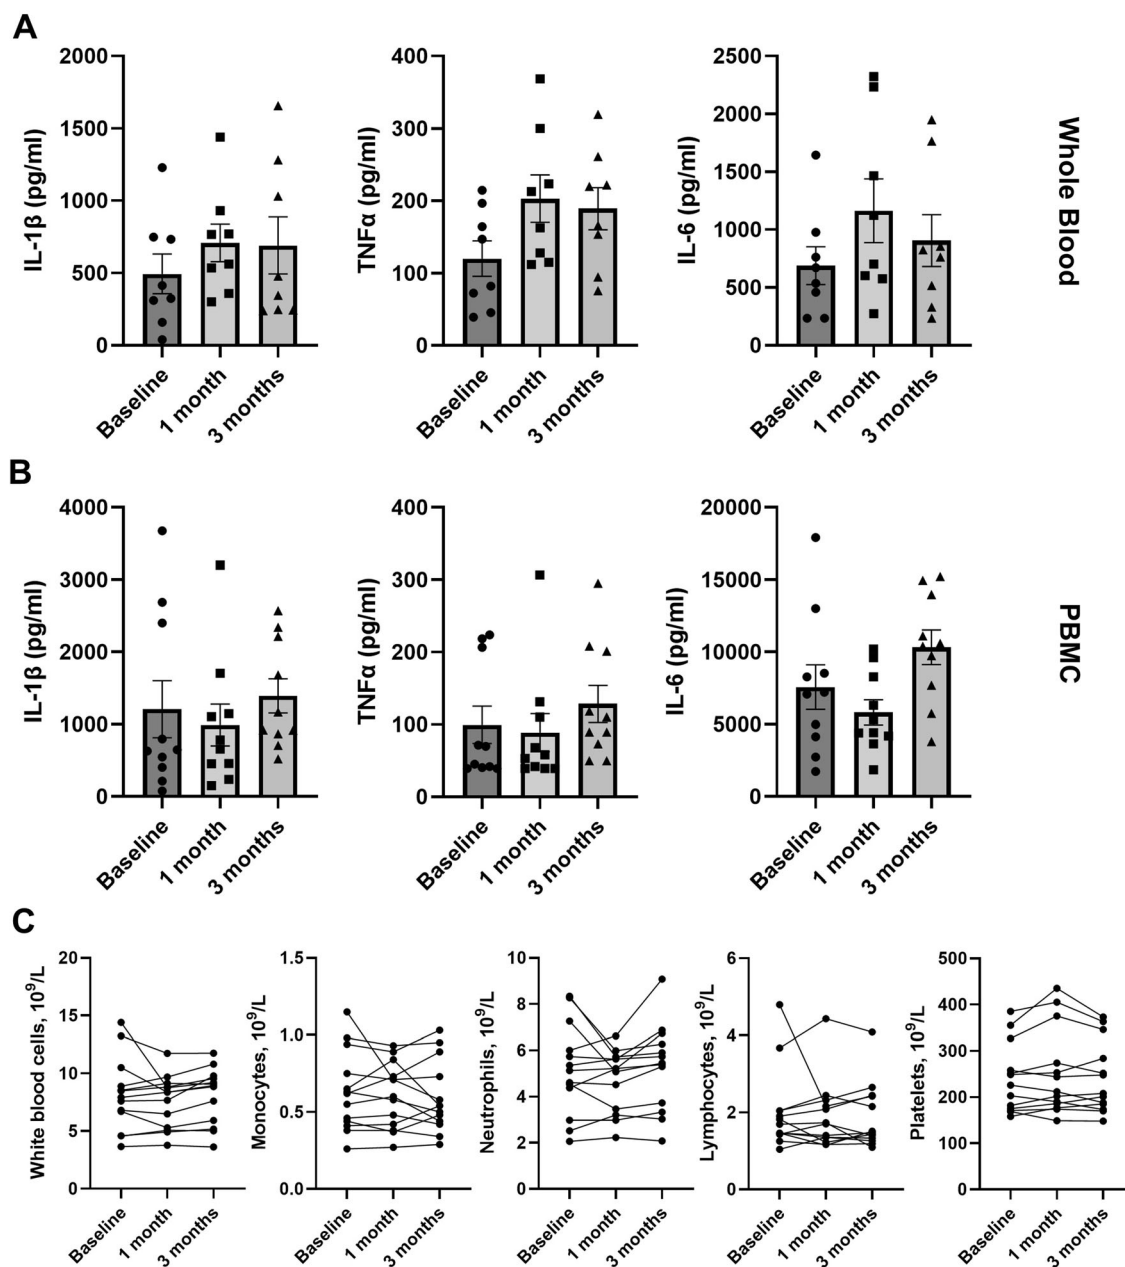 A
IL-1β (pg/ml)
2000
1500
1000
500
0
Baseline
1 month
3 months
TNFα (pg/ml)
400
300
200
100
0
Baseline
1 month
3 months
IL-6 (pg/ml)
2500
2000
1500
1000
500
0
Baseline
1 month
3 months
Whole Blood
B
IL-1β (pg/ml)
4000
3000
2000
1000
0
Baseline
1 month
3 months
TNFα (pg/ml)
400
300
200
100
0
Baseline
1 month
3 months
IL-6 (pg/ml)
20000
15000
10000
5000
0
Baseline
1 month
3 months
PBMC
C
White blood cells, 10⁹/L
20
15
10
5
0
Baseline
1 month
3 months
Monocytes, 10⁹/L
1.5
1.0
0.5
0.0
Baseline
1 month
3 months
Neutrophils, 10⁹/L
10
8
6
4
2
0
Baseline
1 month
3 months
Lymphocytes, 10⁹/L
6
4
2
0
Baseline
1 month
3 months
Platelets, 10⁹/L
500
400
300
200
100
0
Baseline
1 month
3 months